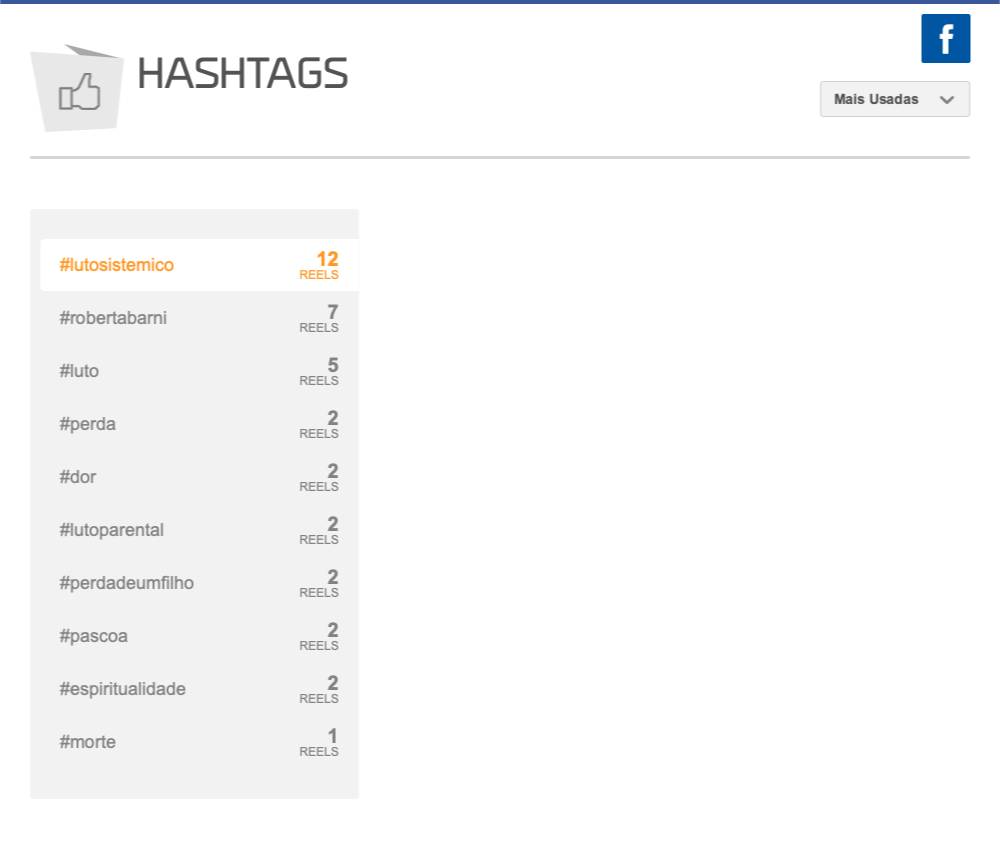 HASHTAGS
Mais Usadas
#lutosistemico 12 REELS
#robertabarni 7 REELS
#luto 5 REELS
#perda 2 REELS
#dor 2 REELS
#lutoparental 2 REELS
#perdadeumfilho 2 REELS
#pascoa 2 REELS
#espiritualidade 2 REELS
#morte 1 REELS